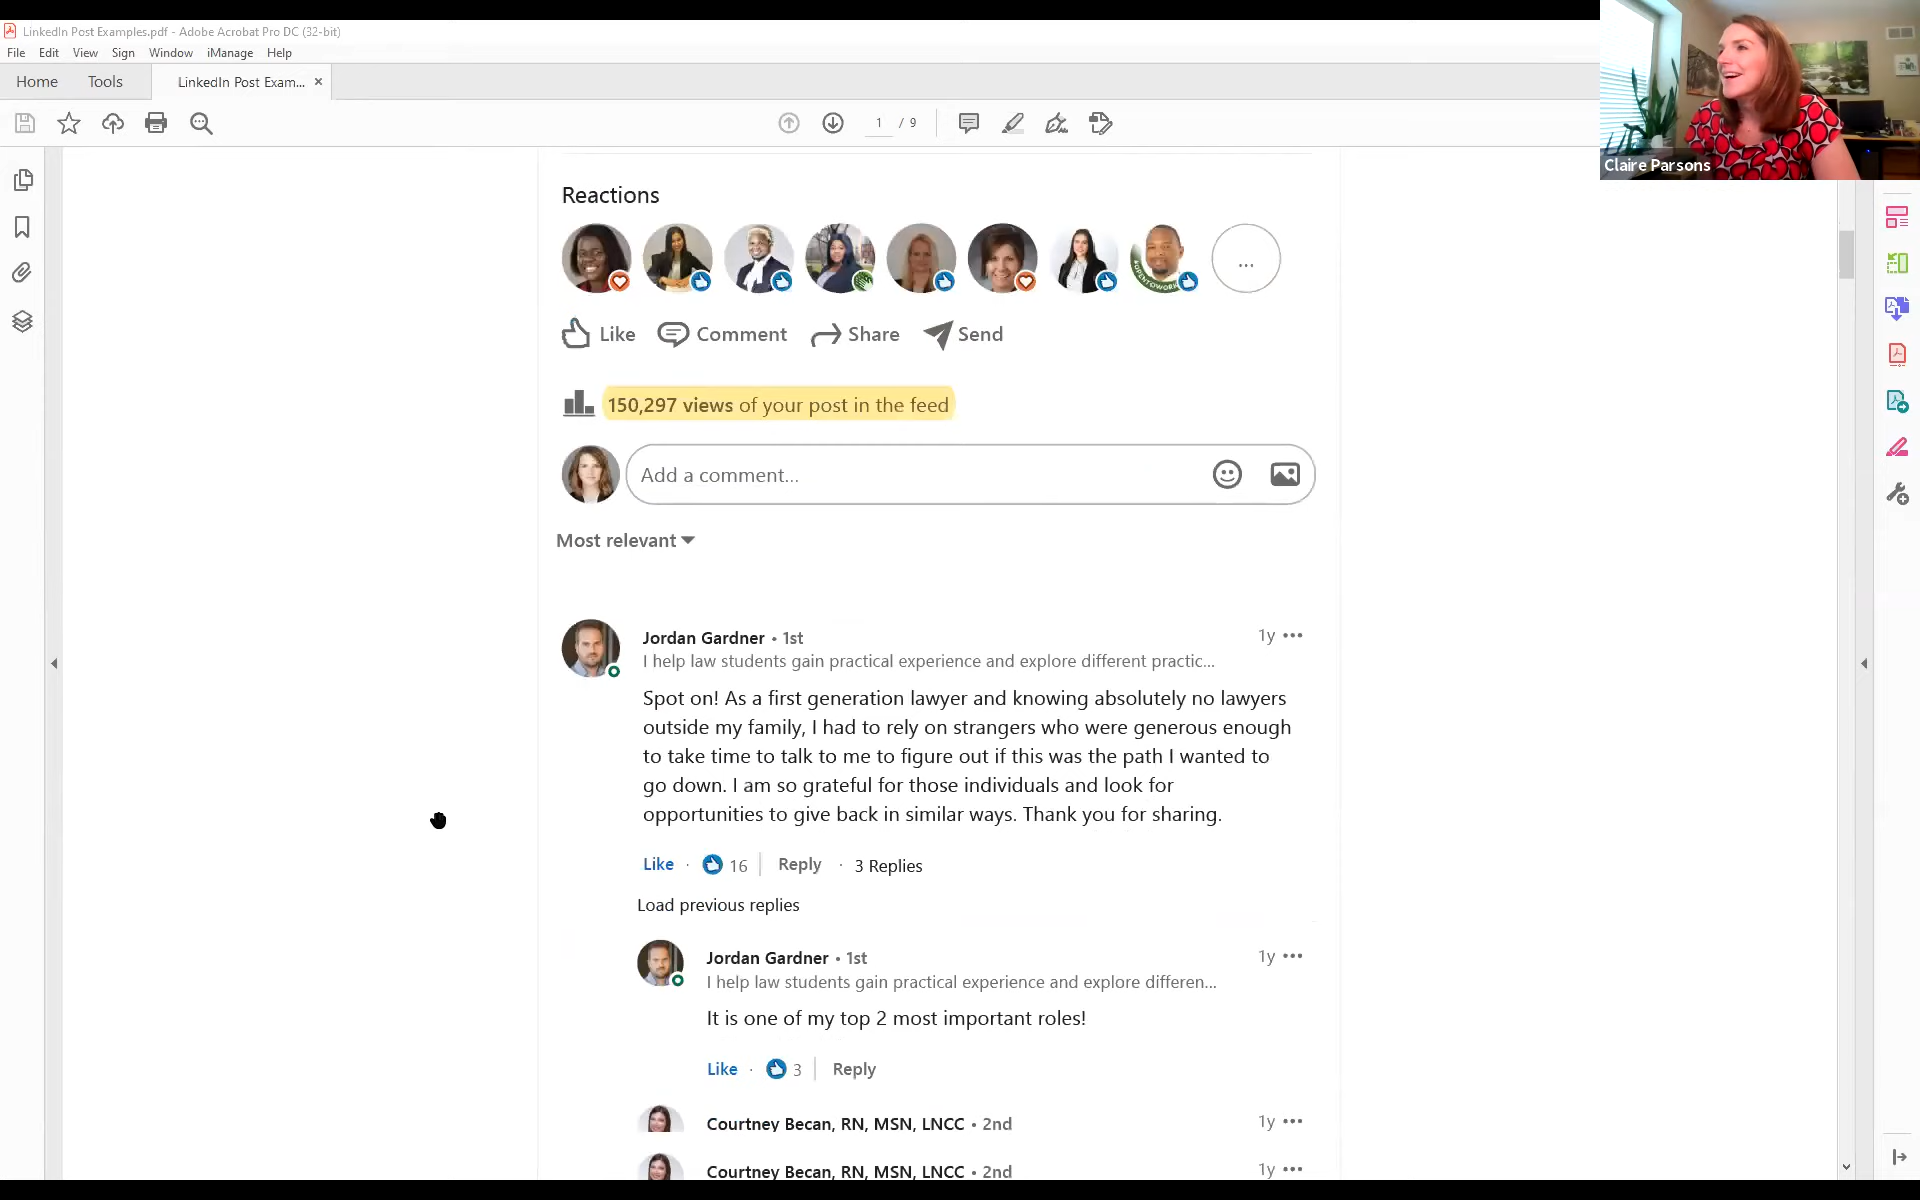 LinkedIn Post Examples.pdf - Adobe Acrobat Pro DC (32-bit)
File Edit View Sign Window iManage Help
Home Tools LinkedIn Post Exam... ×
1 / 9
Claire Parsons
Reactions
#OPENTOWORK
...
Like Comment Share Send
150,297 views of your post in the feed
Add a comment...
Most relevant
Jordan Gardner • 1st 1y •••
I help law students gain practical experience and explore different practic...
Spot on! As a first generation lawyer and knowing absolutely no lawyers
outside my family, I had to rely on strangers who were generous enough
to take time to talk to me to figure out if this was the path I wanted to
go down. I am so grateful for those individuals and look for
opportunities to give back in similar ways. Thank you for sharing.
Like · 16 | Reply · 3 Replies
Load previous replies
Jordan Gardner • 1st 1y •••
I help law students gain practical experience and explore differen...
It is one of my top 2 most important roles!
Like · 3 | Reply
Courtney Becan, RN, MSN, LNCC • 2nd 1y •••
Courtney Becan, RN, MSN, LNCC • 2nd 1y •••